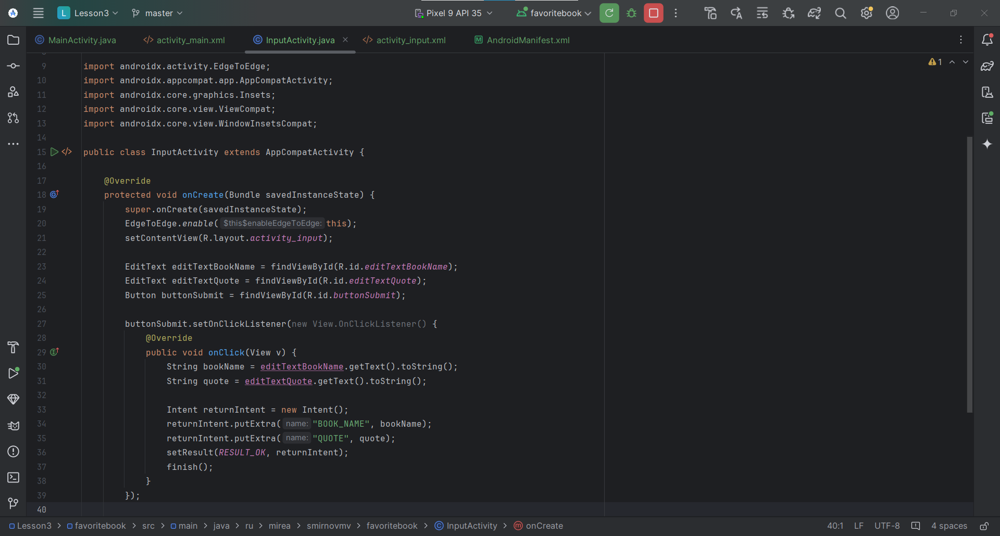 L Lesson3 master Pixel 9 API 35 favoritebook
MainActivity.java activity_main.xml InputActivity.java activity_input.xml AndroidManifest.xml
1
9 import androidx.activity.EdgeToEdge;
10 import androidx.appcompat.app.AppCompatActivity;
11 import androidx.core.graphics.Insets;
12 import androidx.core.view.ViewCompat;
13 import androidx.core.view.WindowInsetsCompat;
14
15 public class InputActivity extends AppCompatActivity {
16
17 @Override
18 protected void onCreate(Bundle savedInstanceState) {
19 super.onCreate(savedInstanceState);
20 EdgeToEdge.enable( $this$enableEdgeToEdge: this);
21 setContentView(R.layout.activity_input);
22
23 EditText editTextBookName = findViewById(R.id.editTextBookName);
24 EditText editTextQuote = findViewById(R.id.editTextQuote);
25 Button buttonSubmit = findViewById(R.id.buttonSubmit);
26
27 buttonSubmit.setOnClickListener(new View.OnClickListener() {
28 @Override
29 public void onClick(View v) {
30 String bookName = editTextBookName.getText().toString();
31 String quote = editTextQuote.getText().toString();
32
33 Intent returnIntent = new Intent();
34 returnIntent.putExtra( name: "BOOK_NAME", bookName);
35 returnIntent.putExtra( name: "QUOTE", quote);
36 setResult(RESULT_OK, returnIntent);
37 finish();
38 }
39 });
40
Lesson3 > favoritebook > src > main > java > ru > mirea > smirnovmv > favoritebook > InputActivity > onCreate 40:1 LF UTF-8 4 spaces